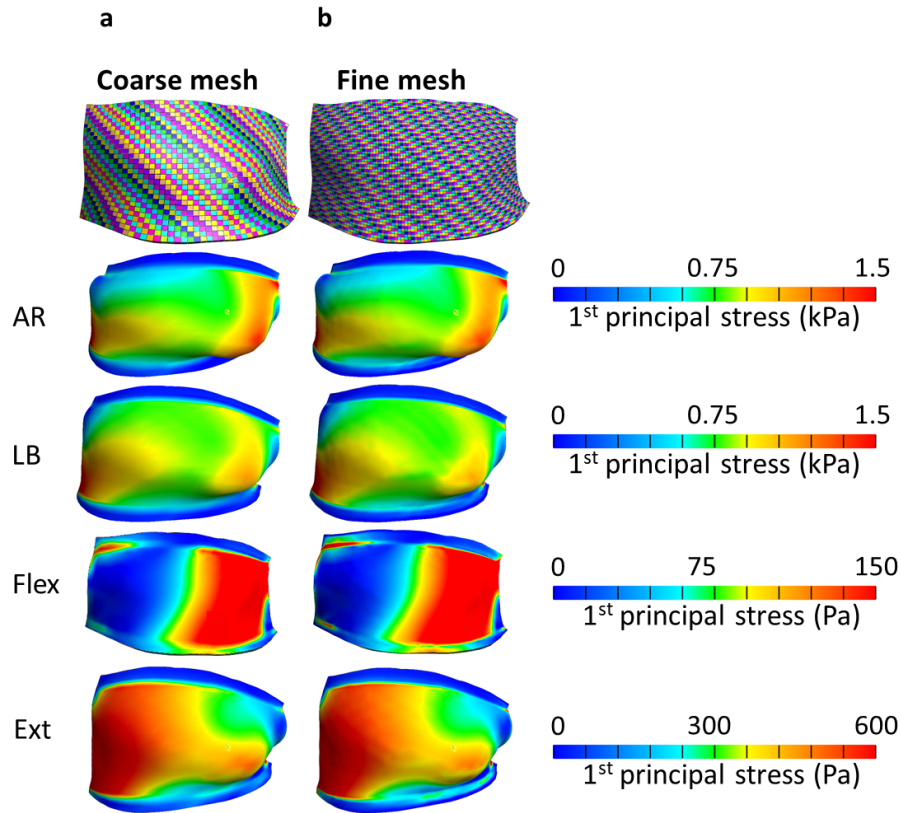 a b
Coarse mesh Fine mesh
AR
0 0.75 1.5
1st principal stress (kPa)
LB
0 0.75 1.5
1st principal stress (kPa)
Flex
0 75 150
1st principal stress (Pa)
Ext
0 300 600
1st principal stress (Pa)